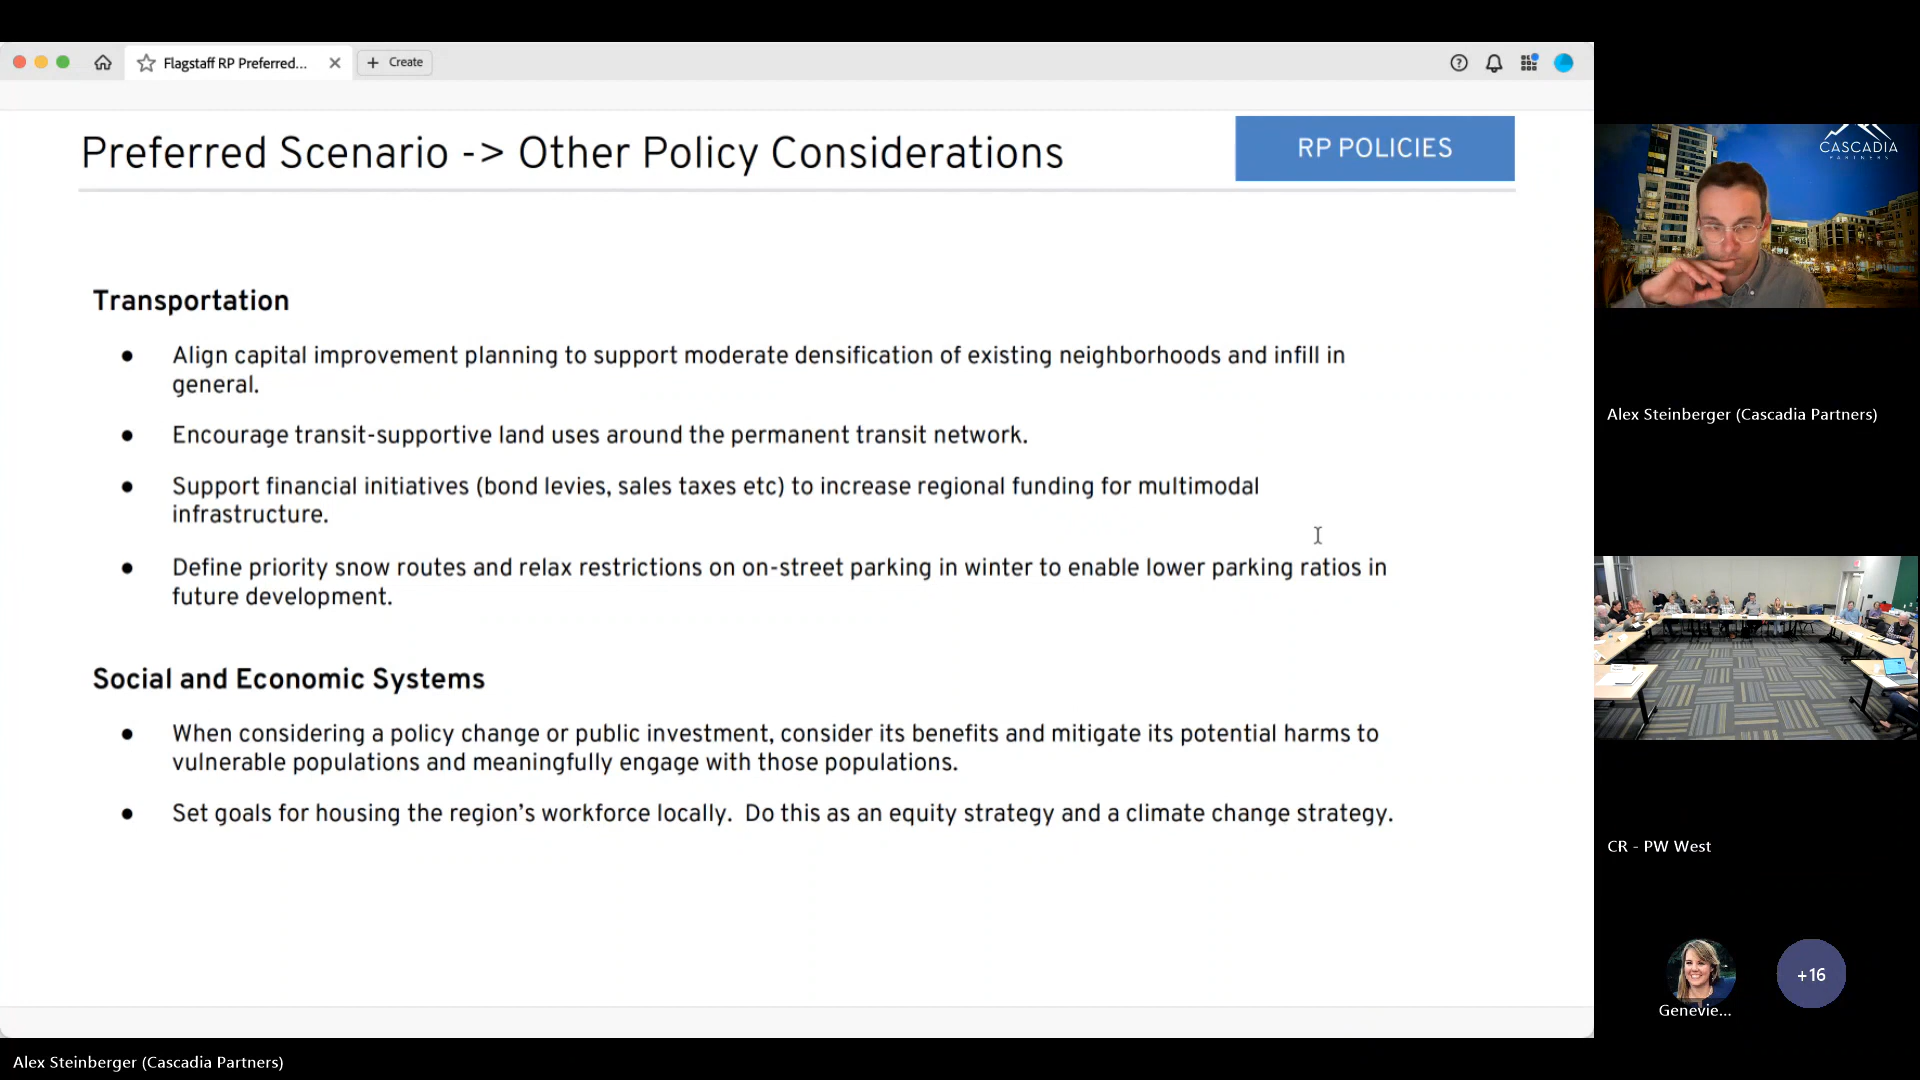 Flagstaff RP Preferred...
Create
Preferred Scenario -> Other Policy Considerations
RP POLICIES
Transportation
● Align capital improvement planning to support moderate densification of existing neighborhoods and infill in
general.
● Encourage transit-supportive land uses around the permanent transit network.
● Support financial initiatives (bond levies, sales taxes etc) to increase regional funding for multimodal
infrastructure.
● Define priority snow routes and relax restrictions on on-street parking in winter to enable lower parking ratios in
future development.
Social and Economic Systems
● When considering a policy change or public investment, consider its benefits and mitigate its potential harms to
vulnerable populations and meaningfully engage with those populations.
● Set goals for housing the region's workforce locally.  Do this as an equity strategy and a climate change strategy.
CASCADIA
PARTNERS
Alex Steinberger (Cascadia Partners)
CR - PW West
Genevie...
+16
Alex Steinberger (Cascadia Partners)